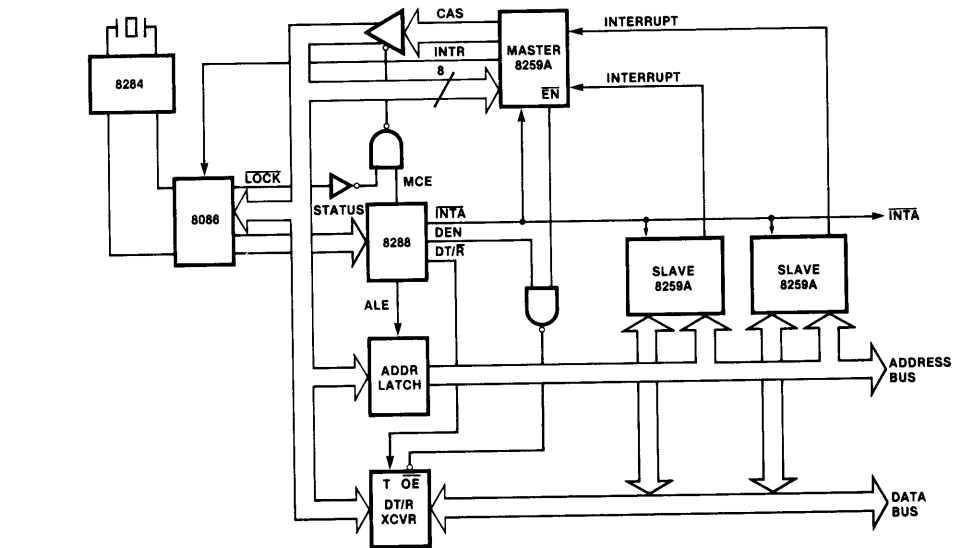 CAS
INTERRUPT
MASTER
8259A
INTR
8
8284
INTERRUPT
EN
LOCK
MCE
8086
STATUS
INTA
INTA
8288
DEN
DT/R
SLAVE
8259A
SLAVE
8259A
ALE
ADDR
LATCH
ADDRESS
BUS
T OE
DT/R
XCVR
DATA
BUS